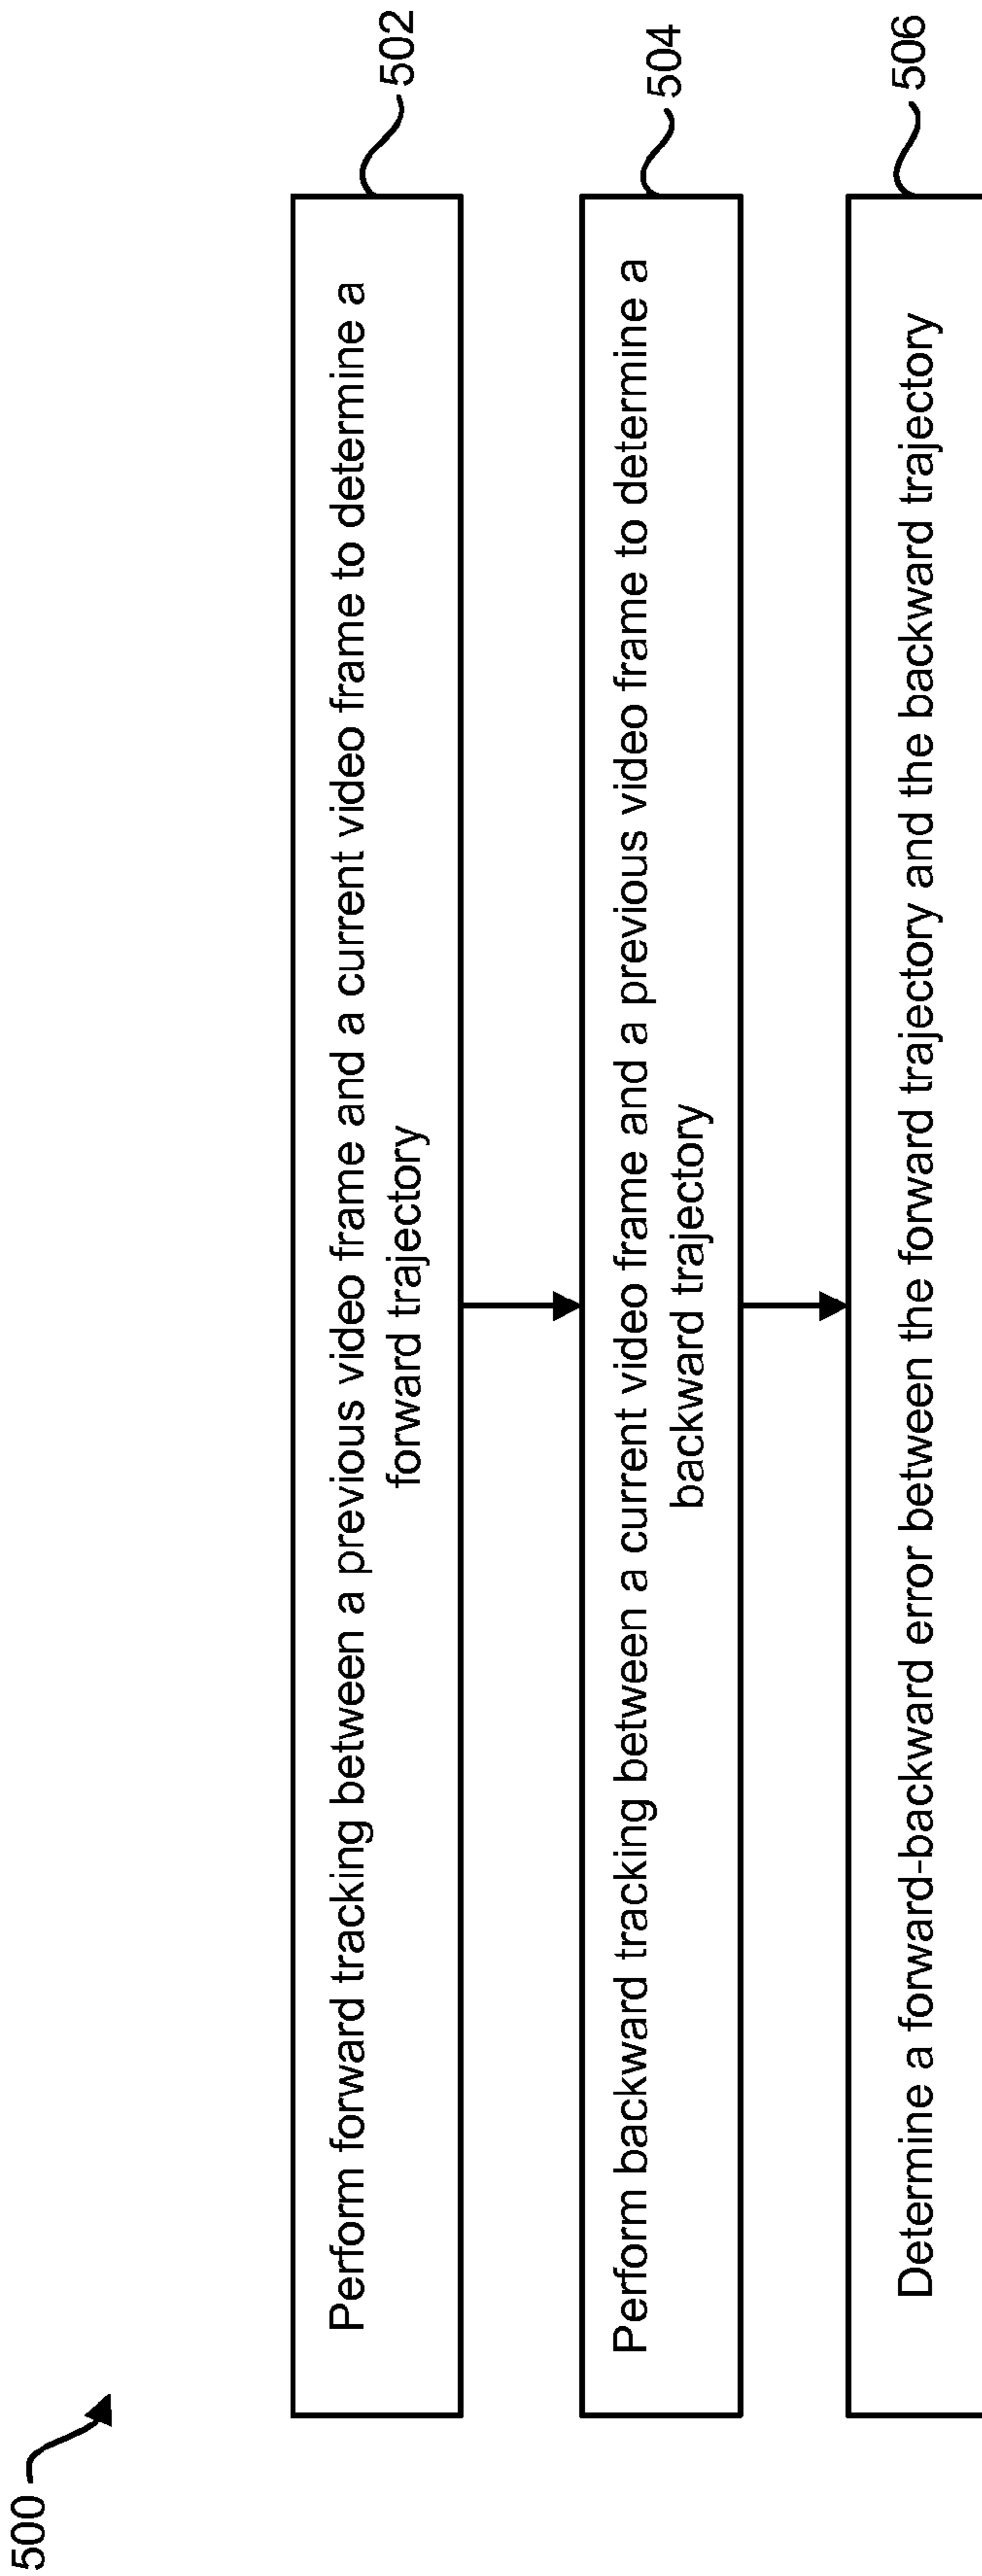 500
502
Perform forward tracking between a previous video frame and a current video frame to determine a
forward trajectory
504
Perform backward tracking between a current video frame and a previous video frame to determine a
backward trajectory
506
Determine a forward-backward error between the forward trajectory and the backward trajectory